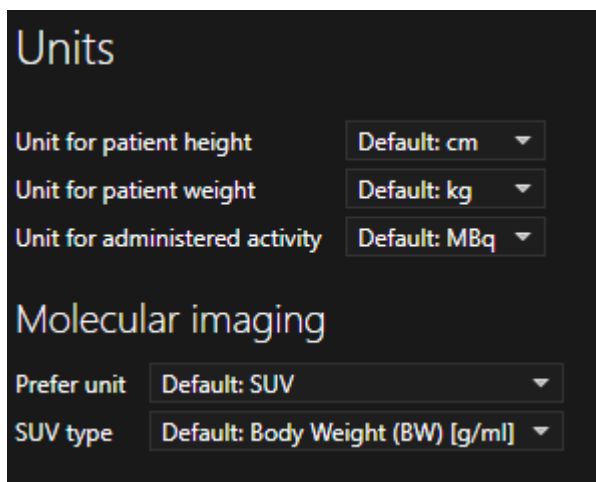 Units
Unit for patient height Default: cm
Unit for patient weight Default: kg
Unit for administered activity Default: MBq
Molecular imaging
Prefer unit Default: SUV
SUV type Default: Body Weight (BW) [g/ml]